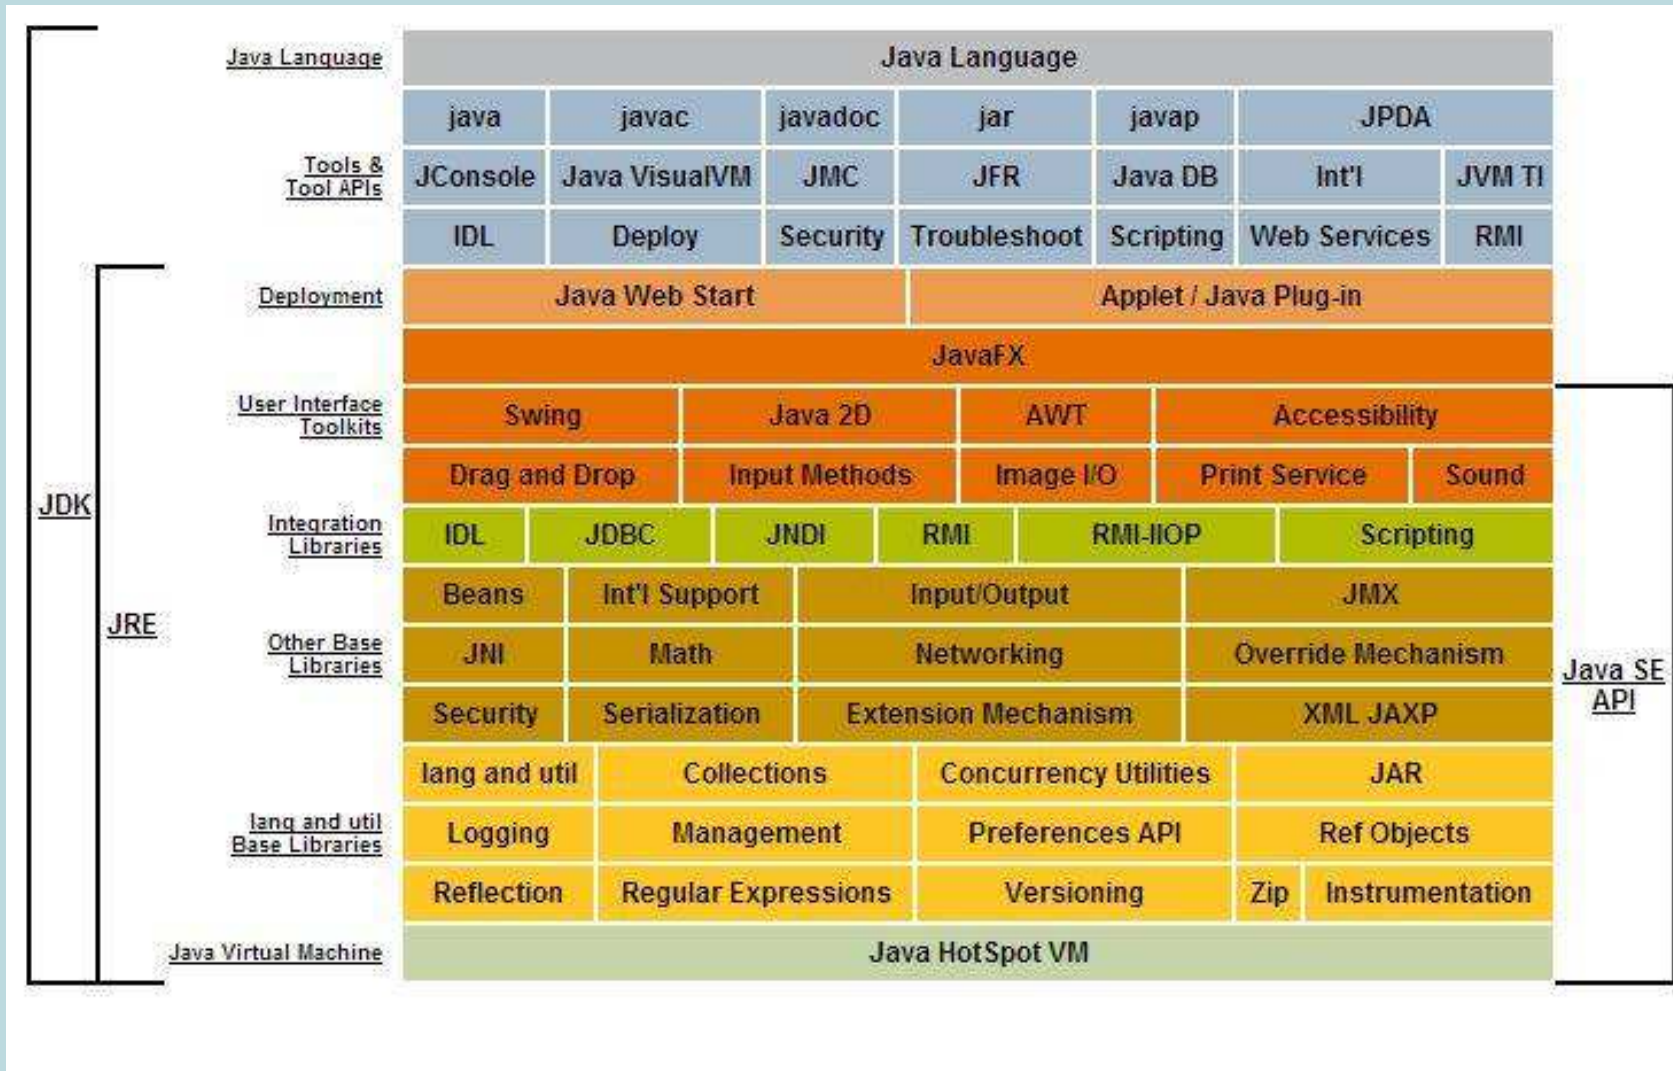 Java Language
Java Language
java javac javadoc jar javap JPDA
Tools &
Tool APIs
JConsole Java VisualVM JMC JFR Java DB Int'l JVM TI
IDL Deploy Security Troubleshoot Scripting Web Services RMI
Deployment
Java Web Start Applet / Java Plug-in
JavaFX
User Interface
Toolkits
Swing Java 2D AWT Accessibility
Drag and Drop Input Methods Image I/O Print Service Sound
JDK
Integration
Libraries
IDL JDBC JNDI RMI RMI-IIOP Scripting
Beans Int'l Support Input/Output JMX
JRE
Other Base
Libraries
JNI Math Networking Override Mechanism
Java SE
API
Security Serialization Extension Mechanism XML JAXP
lang and util Collections Concurrency Utilities JAR
lang and util
Base Libraries
Logging Management Preferences API Ref Objects
Reflection Regular Expressions Versioning Zip Instrumentation
Java Virtual Machine
Java HotSpot VM